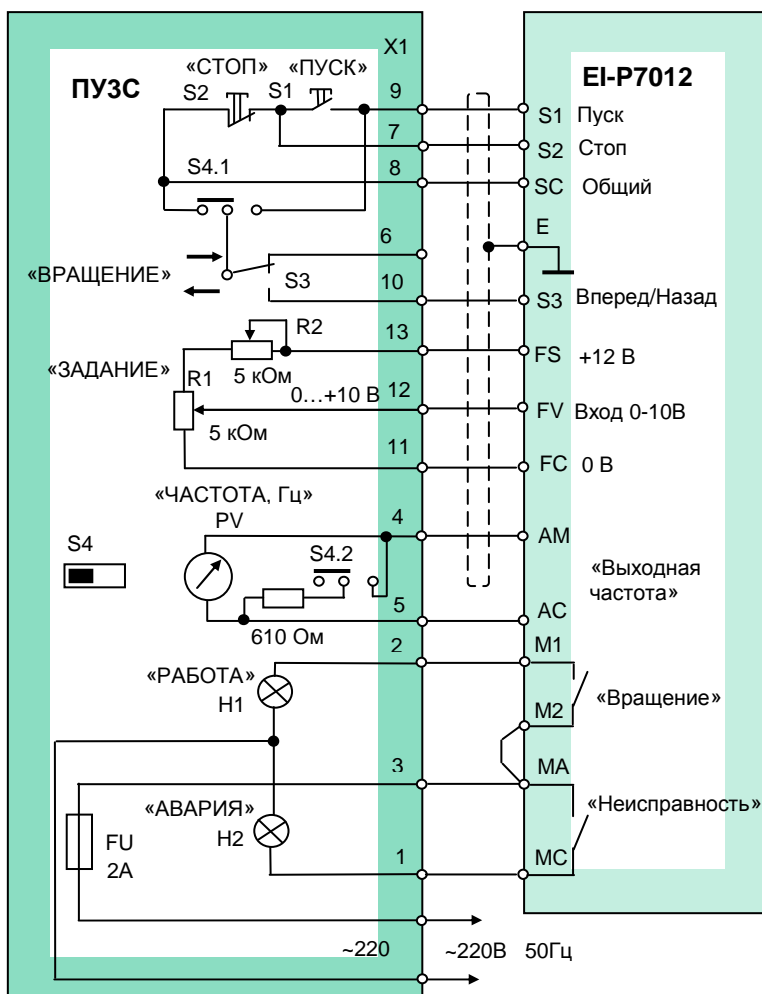 X1
ПУ3С
«СТОП» «ПУСК»
EI-P7012
S2 S1 9
S1 Пуск
7
S2 Стоп
S4.1
8
SC Общий
6
E
«ВРАЩЕНИЕ»
S3
10
S3 Вперед/Назад
R2
13
FS +12 В
«ЗАДАНИЕ»
R1
5 кОм
0…+10 В 12
FV Вход 0-10В
5 кОм
11
FC 0 В
«ЧАСТОТА, Гц»
PV
4
AM
S4
S4.2
«Выходная
частота»
5
AC
610 Ом
2
M1
«РАБОТА»
H1
M2
«Вращение»
3
MA
«АВАРИЯ»
H2
«Неисправность»
FU
2А
1
MC
~220 ~220В 50Гц